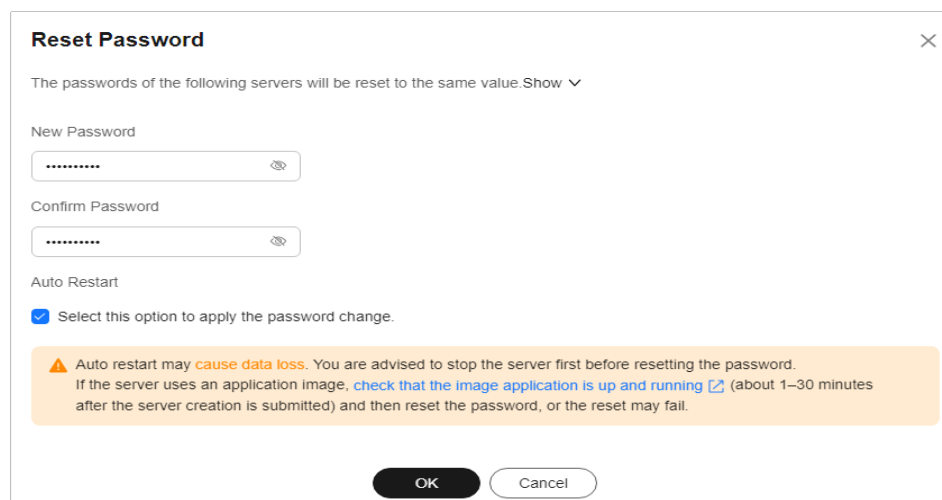 Reset Password
The passwords of the following servers will be reset to the same value.Show
New Password
••••••••••
Confirm Password
••••••••••
Auto Restart
Select this option to apply the password change.
Auto restart may cause data loss. You are advised to stop the server first before resetting the password.
If the server uses an application image, check that the image application is up and running (about 1–30 minutes
after the server creation is submitted) and then reset the password, or the reset may fail.
OK
Cancel